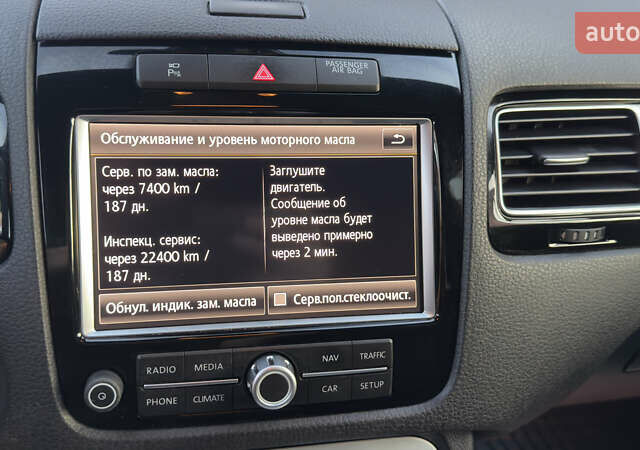 auto
PASSENGER
AIR BAG
Обслуживание и уровень моторного масла
Серв. по зам. масла:
через 7400 km /
187 дн.
Инспекц. сервис:
через 22400 km /
187 дн.
Заглушите
двигатель.
Сообщение об
уровне масла будет
выведено примерно
через 2 мин.
Обнул. индик. зам. масла
Серв.пол.стеклоочист.
RADIO
MEDIA
NAV
TRAFFIC
PHONE
CLIMATE
CAR
SETUP